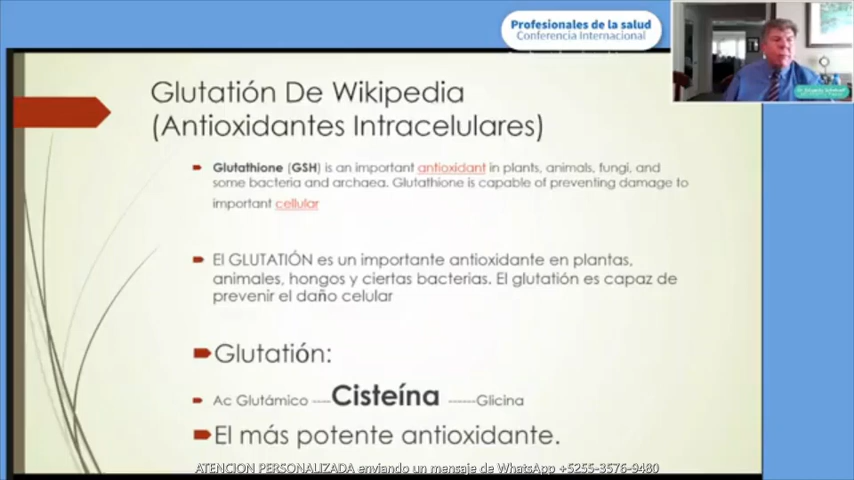 Profesionales de la salud
Conferencia Internacional
Glutatión De Wikipedia
(Antioxidantes Intracelulares)
Glutathione (GSH) is an important antioxidant in plants, animals, fungi, and
some bacteria and archaea. Glutathione is capable of preventing damage to
important cellular
El GLUTATIÓN es un importante antioxidante en plantas,
animales, hongos y ciertas bacterias. El glutatión es capaz de
prevenir el daño celular
Glutatión:
Ac Glutámico ----Cisteína ------Glicina
El más potente antioxidante.
ATENCION PERSONALIZADA enviando un mensaje de WhatsApp +5255-3576-9480